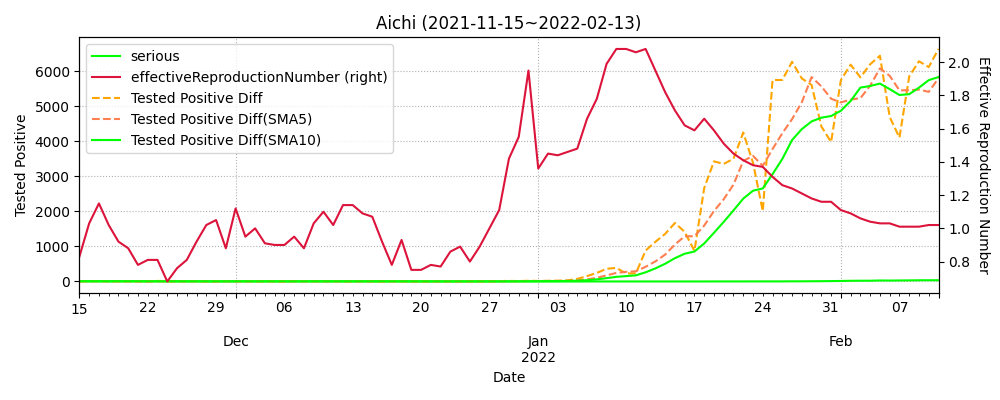 Aichi (2021-11-15~2022-02-13)
serious
effectiveReproductionNumber (right)
Tested Positive Diff
Tested Positive Diff(SMA5)
Tested Positive Diff(SMA10)
Tested Positive
6000
5000
4000
3000
2000
1000
0
2.0
1.8
1.6
1.4
1.2
1.0
0.8
Effective Reproduction Number
15 22 29 06 13 20 27 03 10 17 24 31 07
Dec Jan Feb
2022
Date